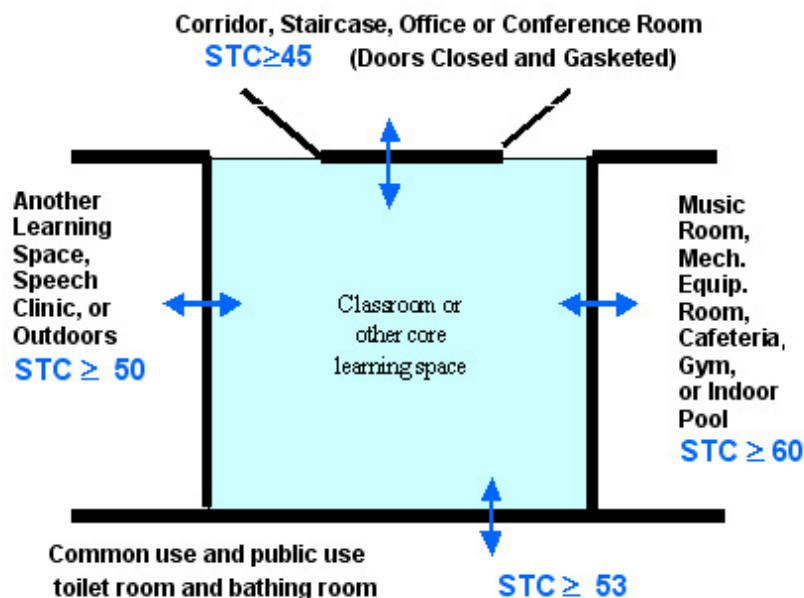 Corridor, Staircase, Office or Conference Room
STC≥45 (Doors Closed and Gasketed)
Another
Learning
Space,
Speech
Clinic, or
Outdoors
STC ≥ 50
Classroom or
other core
learning space
Music
Room,
Mech.
Equip.
Room,
Cafeteria,
Gym,
or Indoor
Pool
STC ≥ 60
Common use and public use
toilet room and bathing room
STC ≥ 53